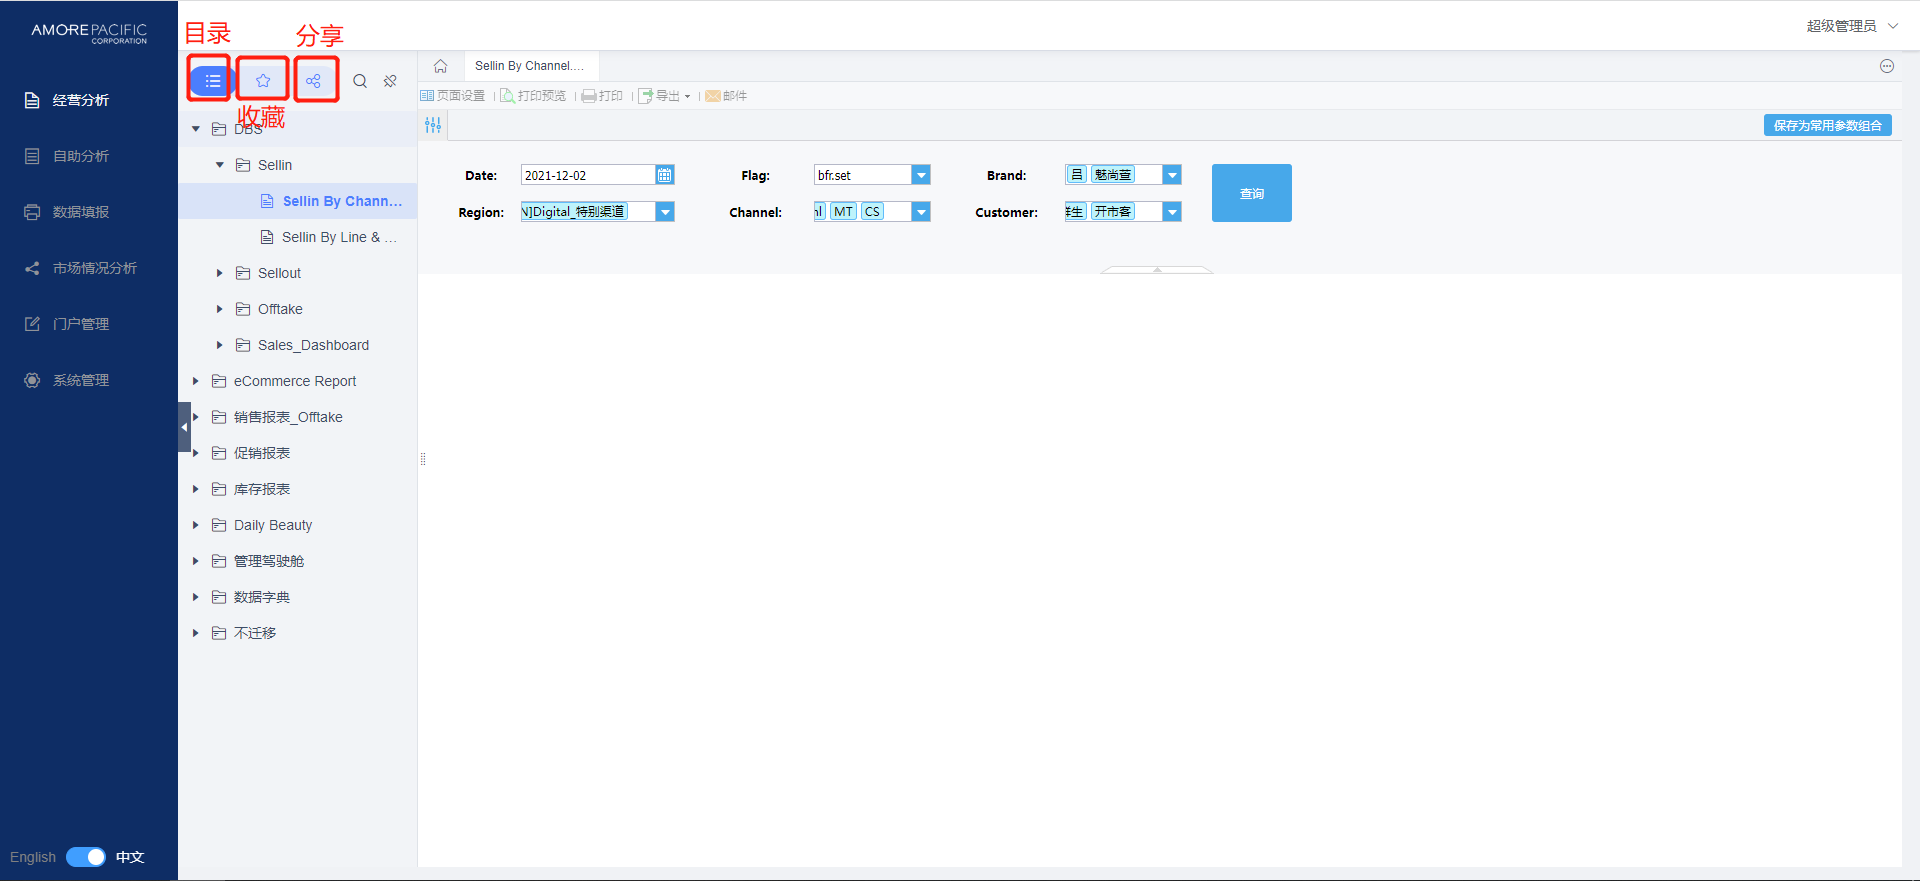 AMOREPACIFIC
CORPORATION
经营分析
自助分析
数据填报
市场情况分析
门户管理
系统管理
English 中文
目录
分享
收藏
DBS
Sellin
Sellin By Chann...
Sellin By Line & ...
Sellout
Offtake
Sales_Dashboard
eCommerce Report
销售报表_Offtake
促销报表
库存报表
Daily Beauty
管理驾驶舱
数据字典
不迁移
超级管理员
Sellin By Channel....
页面设置 打印预览 打印 导出 邮件
保存为常用参数组合
Date: 2021-12-02 Flag: bfr.set Brand: 吕 魅尚萱
查询
Region: N]Digital_特别渠道 Channel: MT CS Customer: 开市客